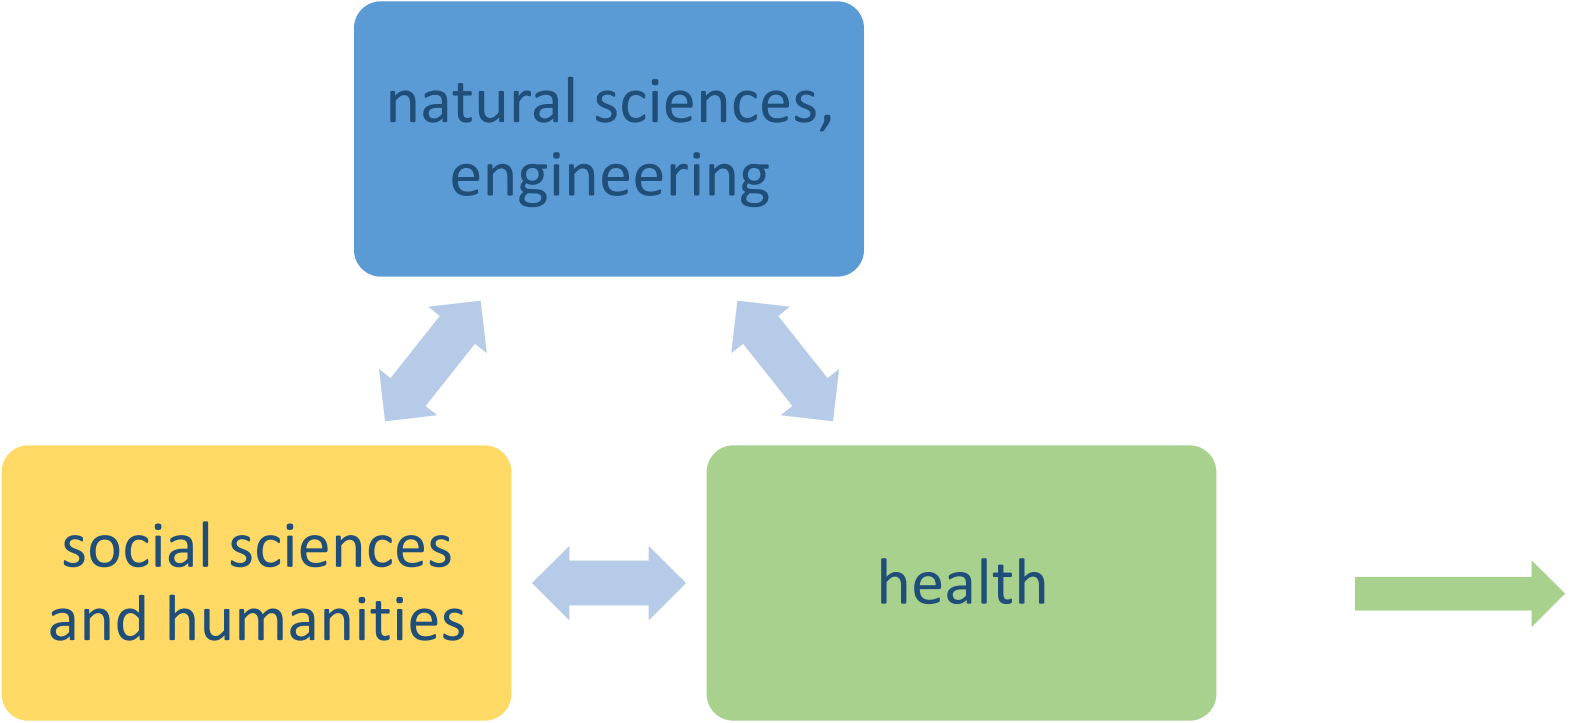 natural sciences,
engineering
social sciences
and humanities
health